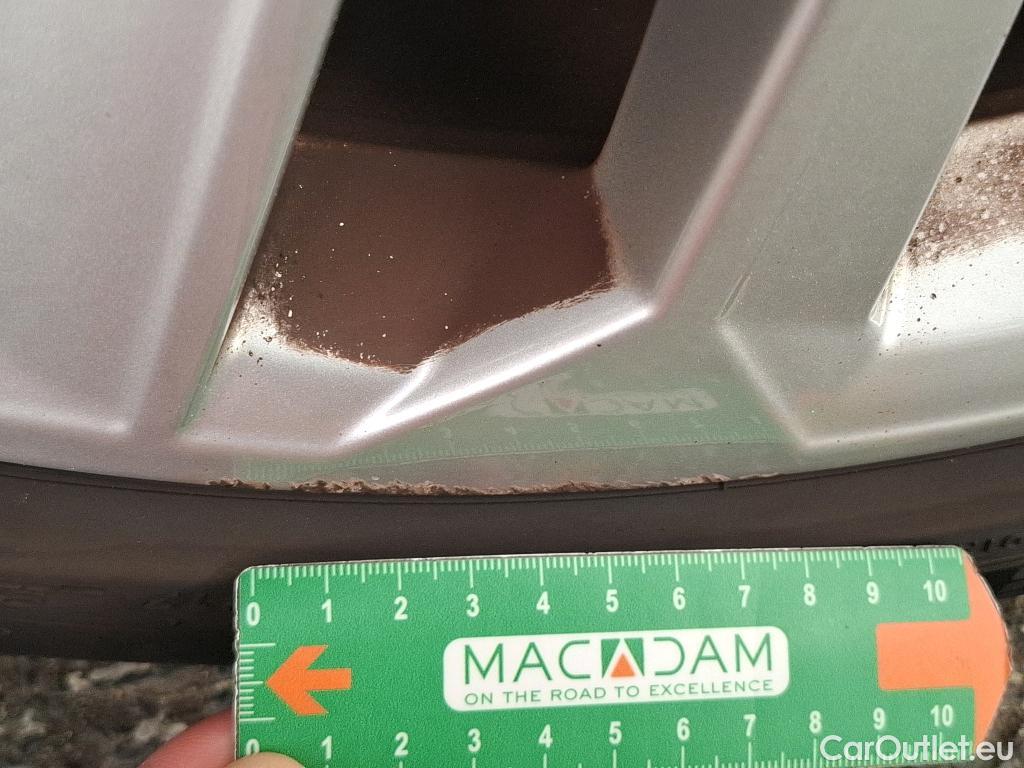 0 1 2 3 4 5 6 7 8 9 10
MACADAM
ON THE ROAD TO EXCELLENCE
0 1 2 3 4 5 6 7 8 9 10
CarOutlet.eu